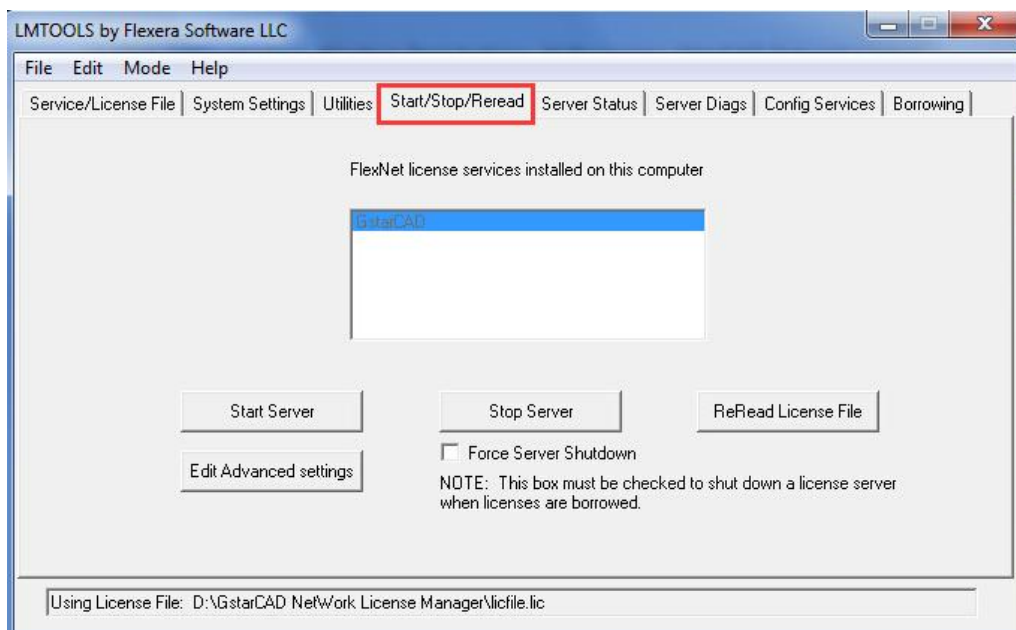 LMTOOLS by Flexera Software LLC
File Edit Mode Help
Service/License File System Settings Utilities Start/Stop/Reread Server Status Server Diags Config Services Borrowing
FlexNet license services installed on this computer
GstarCAD
Start Server Stop Server ReRead License File
Force Server Shutdown
Edit Advanced settings
NOTE: This box must be checked to shut down a license server
when licenses are borrowed.
Using License File: D:\GstarCAD NetWork License Manager\licfile.lic